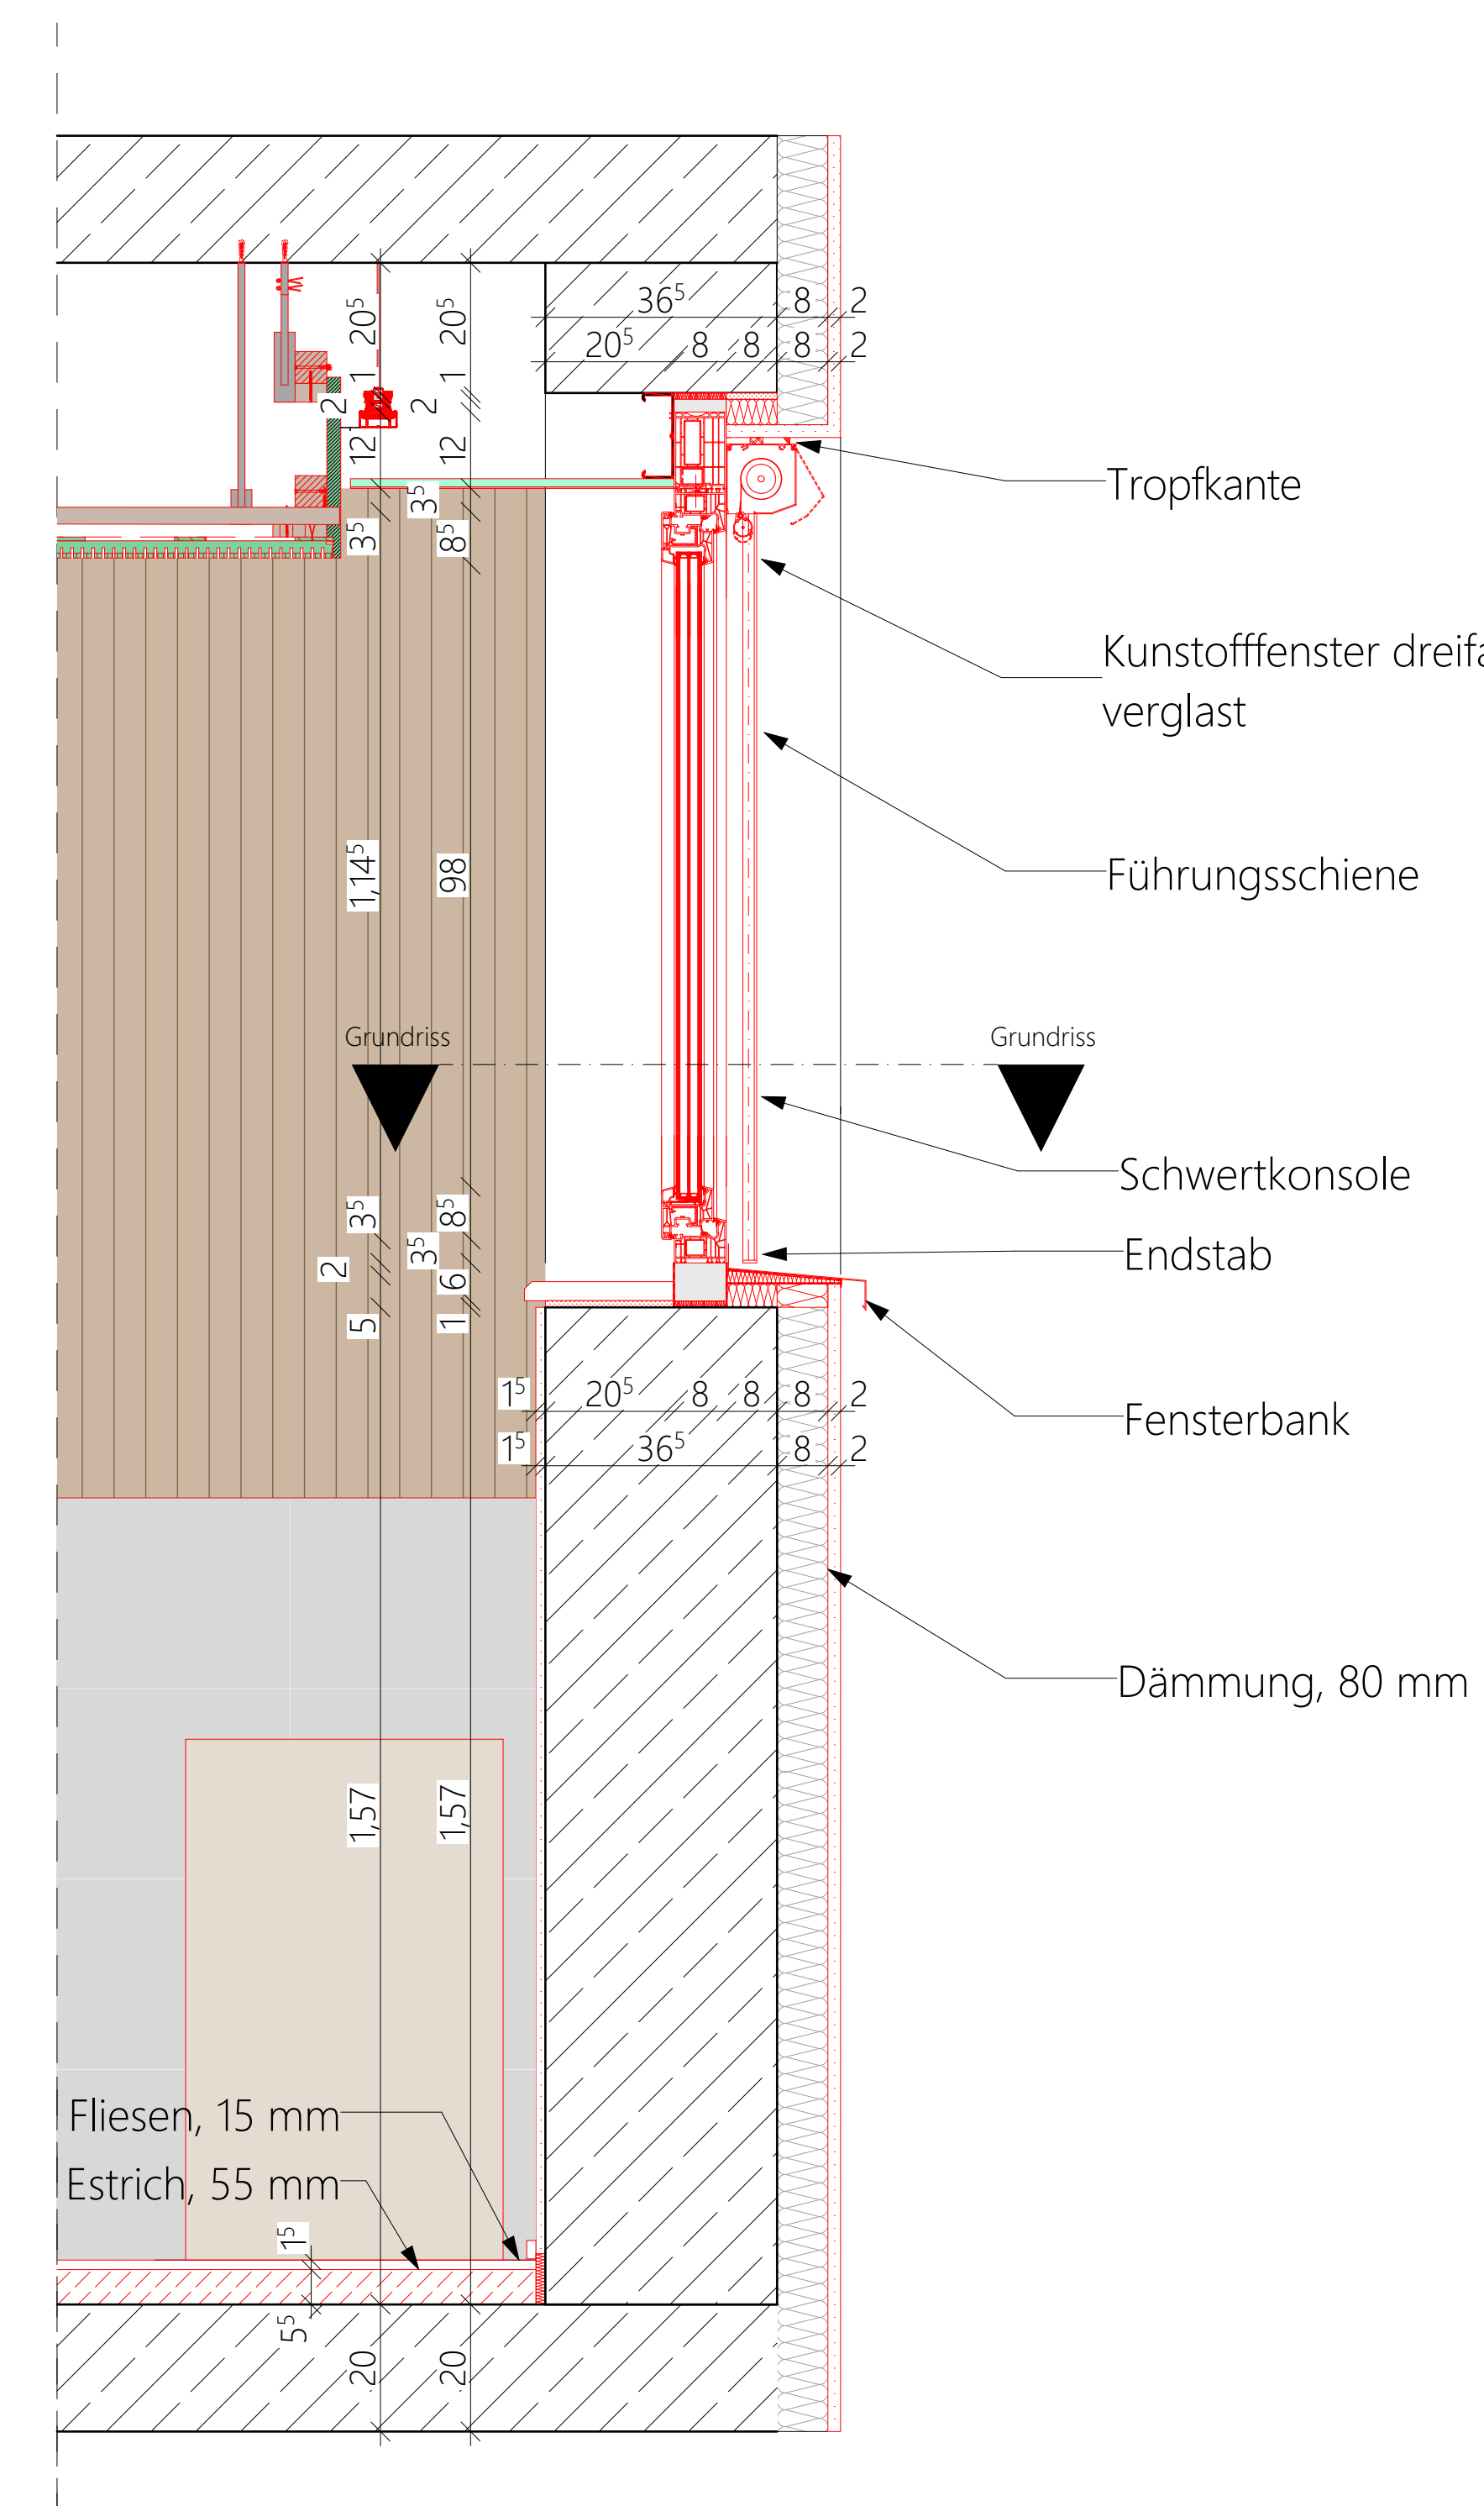 36⁵ 8 2
20⁵ 8 8 8 2
20⁵ 20⁵
1 1
2 2
12 12
3⁵
3⁵ 8⁵
Tropfkante
Kunstofffenster
verglast
Führungsschiene
1,14⁵ 98
Grundriss Grundriss
Schwertkonsole
3⁵ 8⁵
3⁵
2 6
5 1
Endstab
1⁵ 20⁵ 8 8 8 2
Fensterbank
1⁵ 36⁵ 8 2
Dämmung, 80 mm
1,57 1,57
Fliesen, 15 mm
Estrich, 55 mm
1⁵
5⁵
20 20